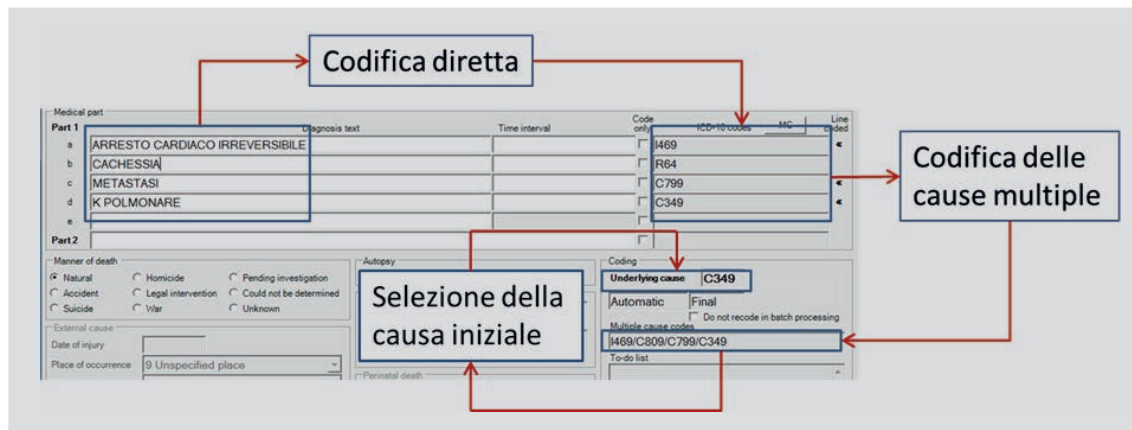 Codifica diretta
Medical part
Part 1 Diagnosis text Time interval Code only ICD-10 codes MC Line coded
a ARRESTO CARDIACO IRREVERSIBILE I469
b CACHESSIA R64
c METASTASI C799
d K POLMONARE C349
e
Part 2
Codifica delle
cause multiple
Manner of death Autopsy Coding
Natural Homicide Pending investigation
Accident Legal intervention Could not be determined
Suicide War Unknown
Underlying cause C349
Selezione della
causa iniziale
Automatic Final
Do not recode in batch processing
Multiple cause codes
I469/C809/C799/C349
To-do list
External cause
Date of injury
Place of occurrence 9 Unspecified place
Perinatal death